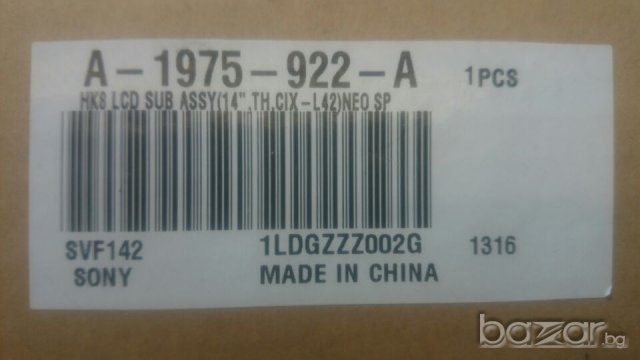 A-1975-922-A 1PCS
HK8 LCD SUB ASSY(14",TH,CIX-L42)NEO SP
SVF142 1LDGZZZ002G 1316
SONY MADE IN CHINA
bazar.bg